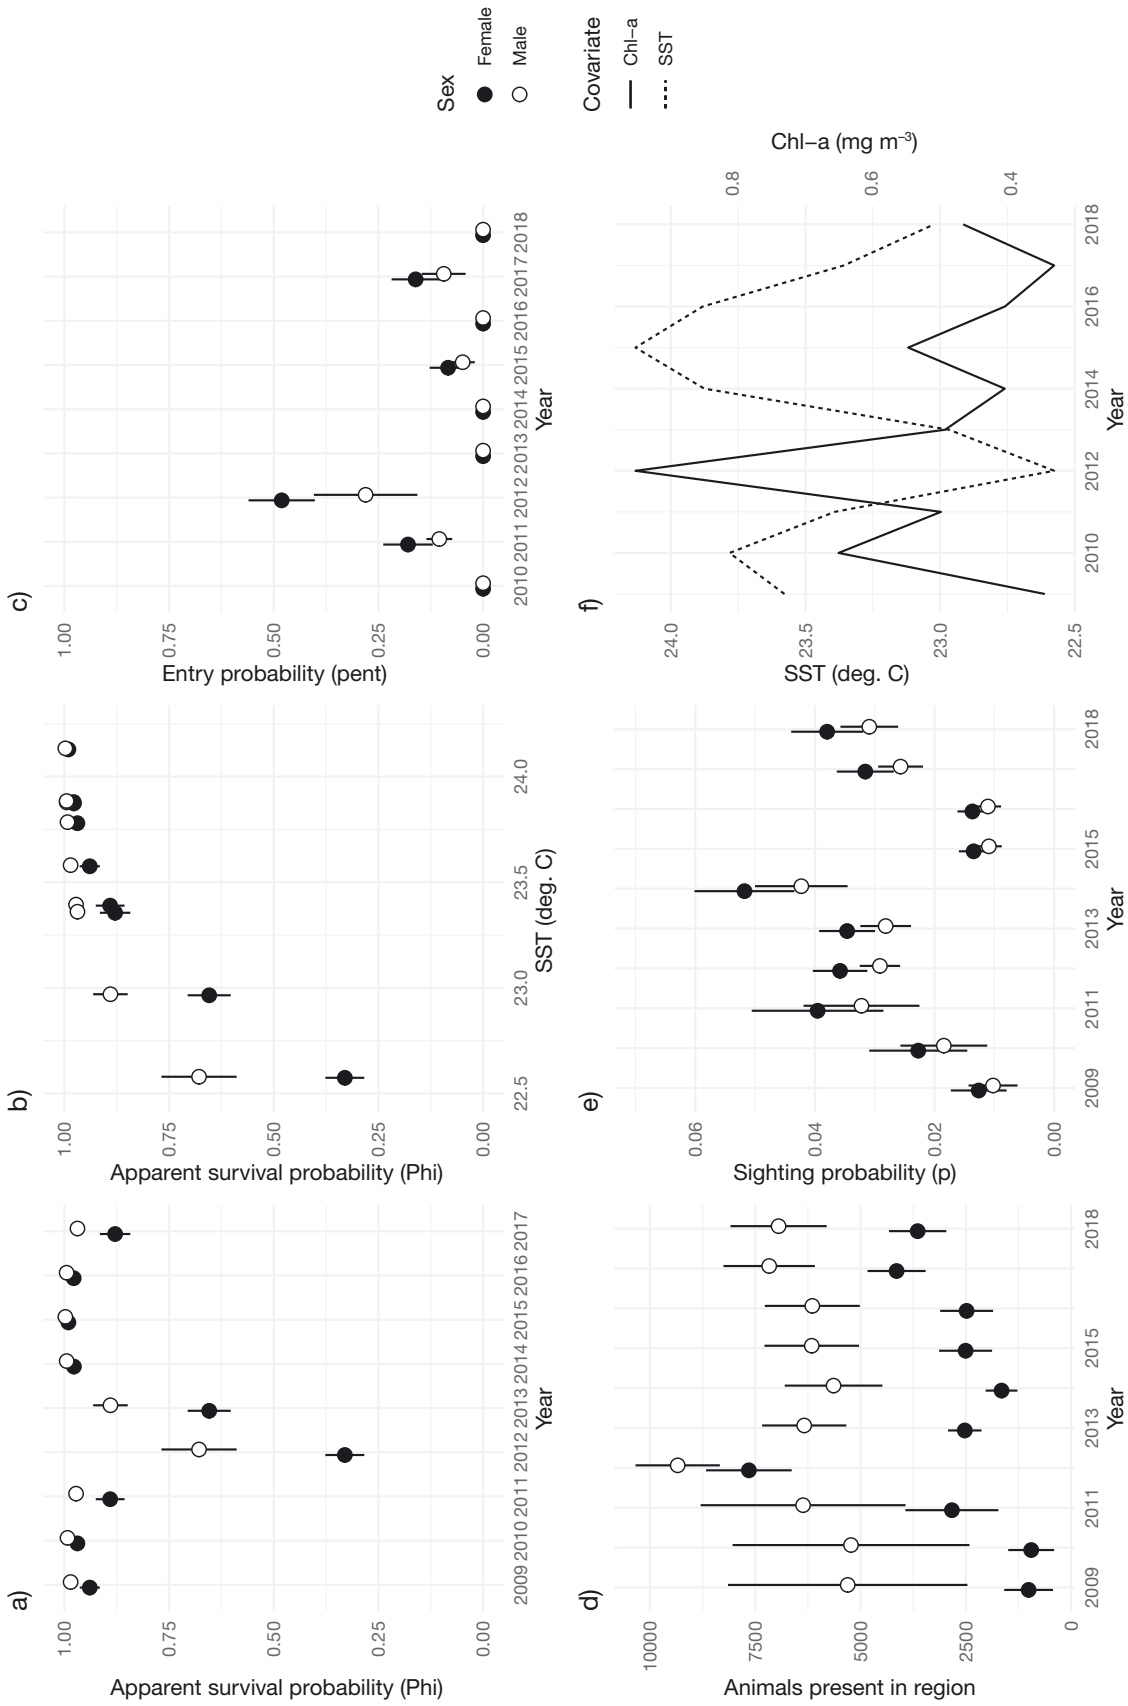 a)
1.00
0.75
0.50
0.25
0.00
Apparent survival probability (Phi)
2009 2010 2011 2012 2013 2014 2015 2016 2017
Year
b)
1.00
0.75
0.50
0.25
0.00
Apparent survival probability (Phi)
22.5 23.0 23.5 24.0
SST (deg. C)
c)
1.00
0.75
0.50
0.25
0.00
Entry probability (pent)
2010 2011 2012 2013 2014 2015 2016 2017 2018
Year
Sex
Female
Male
d)
10000
7500
5000
2500
0
Animals present in region
2009 2011 2013 2015 2018
Year
e)
0.06
0.04
0.02
0.00
Sighting probability (p)
2009 2011 2013 2015 2018
Year
f)
24.0
23.5
23.0
22.5
SST (deg. C)
2010 2012 2014 2016 2018
Year
0.8
0.6
0.4
Chl−a (mg m−3)
Covariate
Chl−a
SST